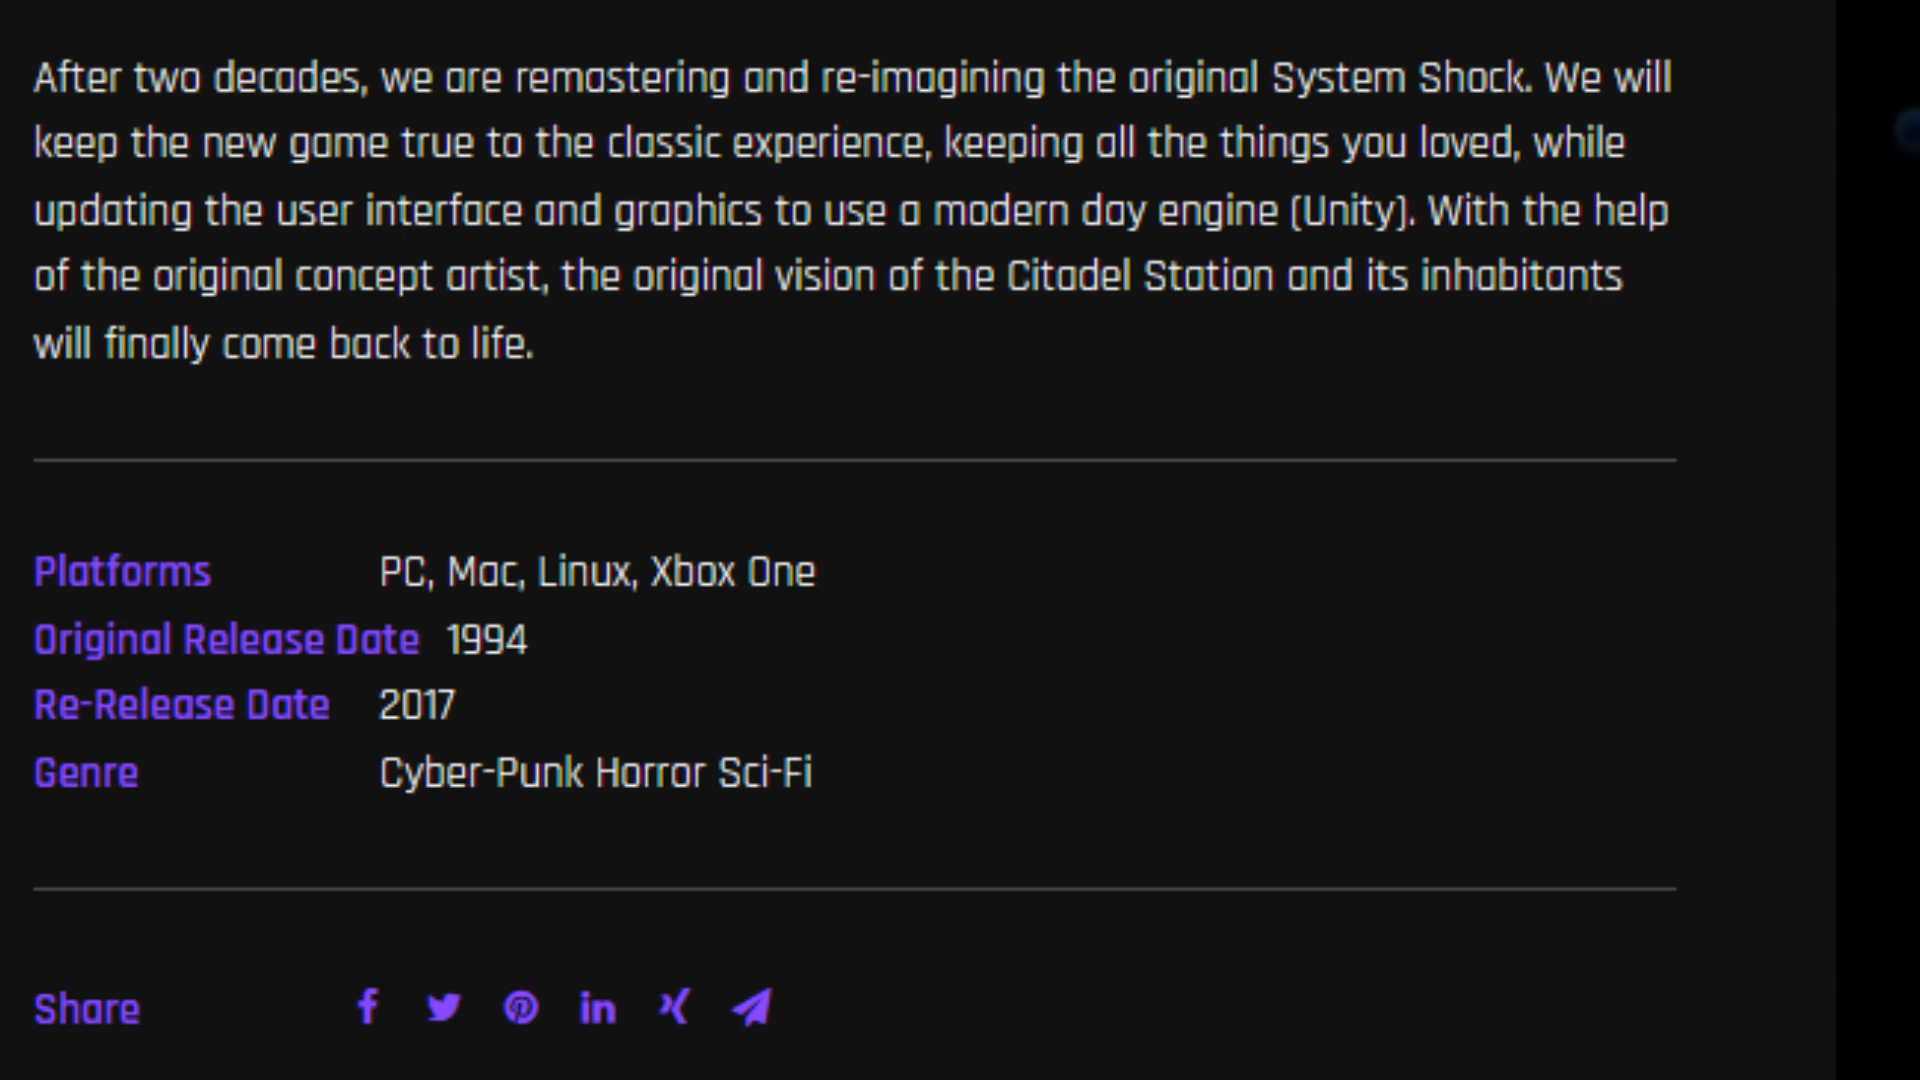 After two decades, we are remastering and re-imagining the original System Shock. We will
keep the new game true to the classic experience, keeping all the things you loved, while
updating the user interface and graphics to use a modern day engine (Unity). With the help
of the original concept artist, the original vision of the Citadel Station and its inhabitants
will finally come back to life.
Platforms PC, Mac, Linux, Xbox One
Original Release Date 1994
Re-Release Date 2017
Genre Cyber-Punk Horror Sci-Fi
Share